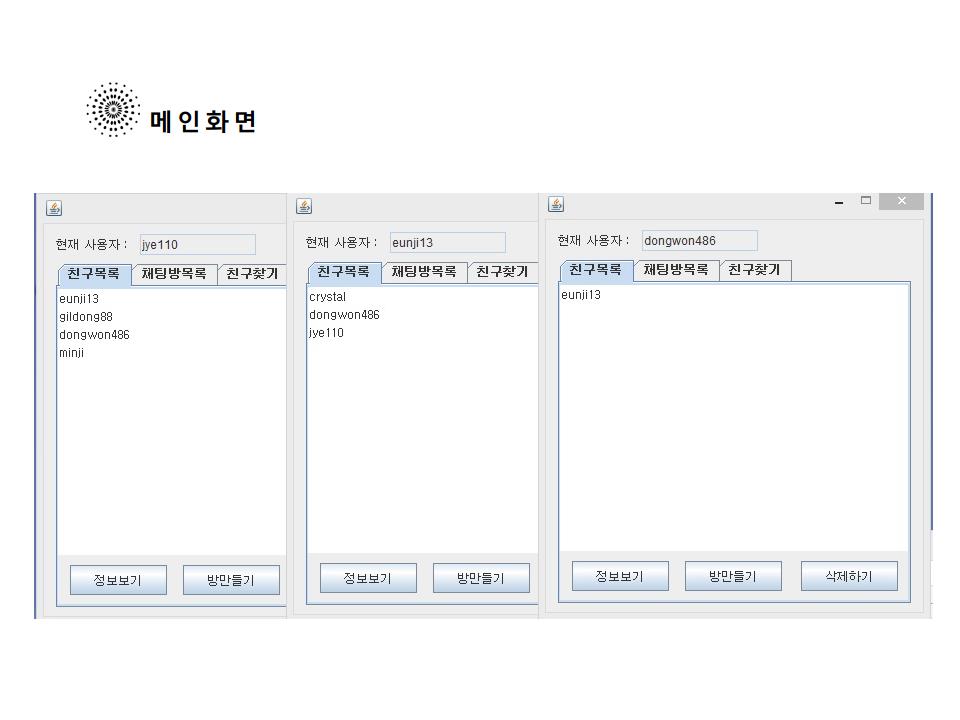 메인화면
현재 사용자 : jye110
친구목록 채팅방목록 친구찾기
eunji13
gildong88
dongwon486
minji
정보보기 방만들기
현재 사용자 : eunji13
친구목록 채팅방목록 친구찾기
crystal
dongwon486
jye110
정보보기 방만들기
현재 사용자 : dongwon486
친구목록 채팅방목록 친구찾기
eunji13
정보보기 방만들기 삭제하기